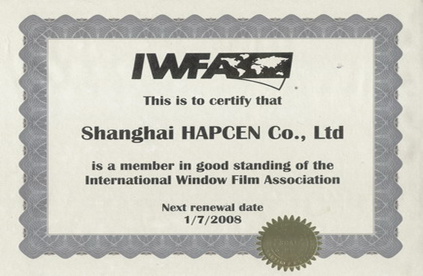 IWFA
This is to certify that
Shanghai HAPCEN Co., Ltd
is a member in good standing of the
International Window Film Association
Next renewal date
1/7/2008